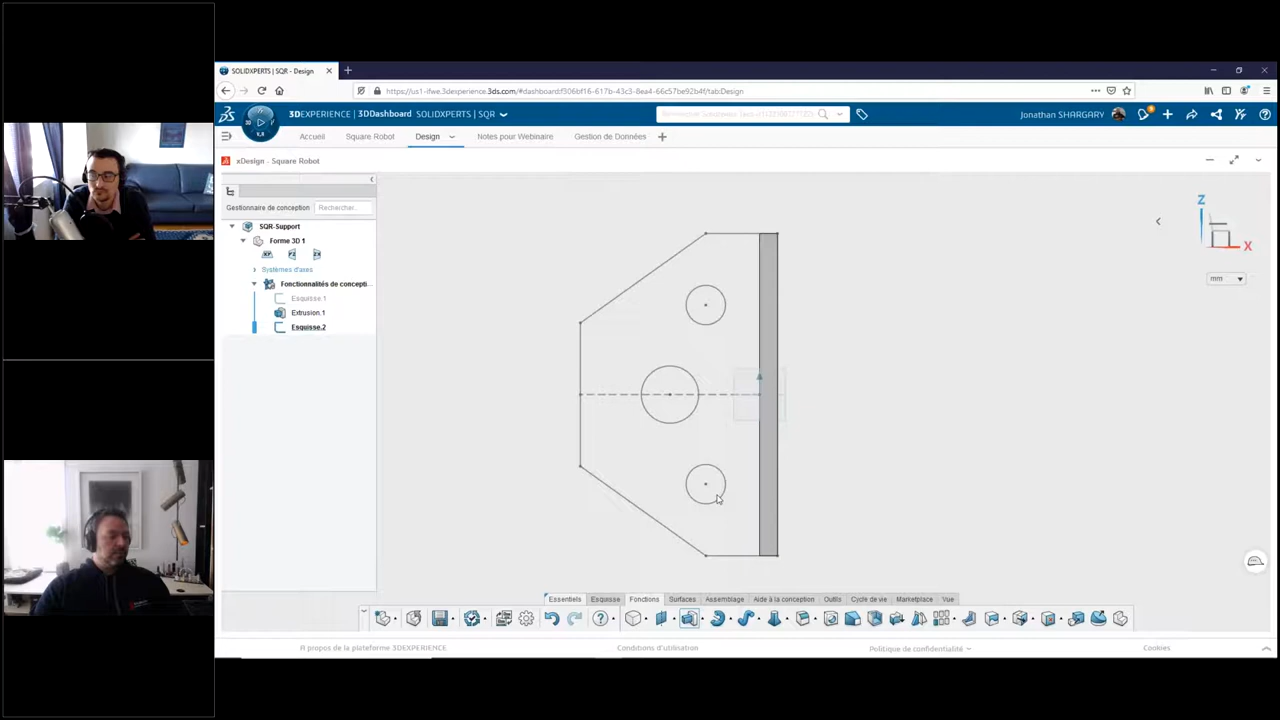 SOLIDXPERTS | SQR - Design
https://us1-ifwe.3dexperience.3ds.com/#dashboard:f306bf16-617b-43c3-8ea4-66c57be92b4f/tab:Design
3DEXPERIENCE | 3DDashboard SOLIDXPERTS | SQR
Jonathan SHARGARY
Accueil
Square Robot
Design
Notes pour Webinaire
Gestion de Données
xDesign - Square Robot
Gestionnaire de conception
Rechercher...
SQR-Support
Forme 3D 1
XY
YZ
ZX
Systèmes d'axes
Fonctionnalités de concepti...
Esquisse.1
Extrusion.1
Esquisse.2
Z
X
mm
Essentiels
Esquisse
Fonctions
Surfaces
Assemblage
Aide à la conception
Outils
Cycle de vie
Marketplace
Vue
A propos de la plateforme 3DEXPERIENCE
Conditions d'utilisation
Politique de confidentialité
Cookies